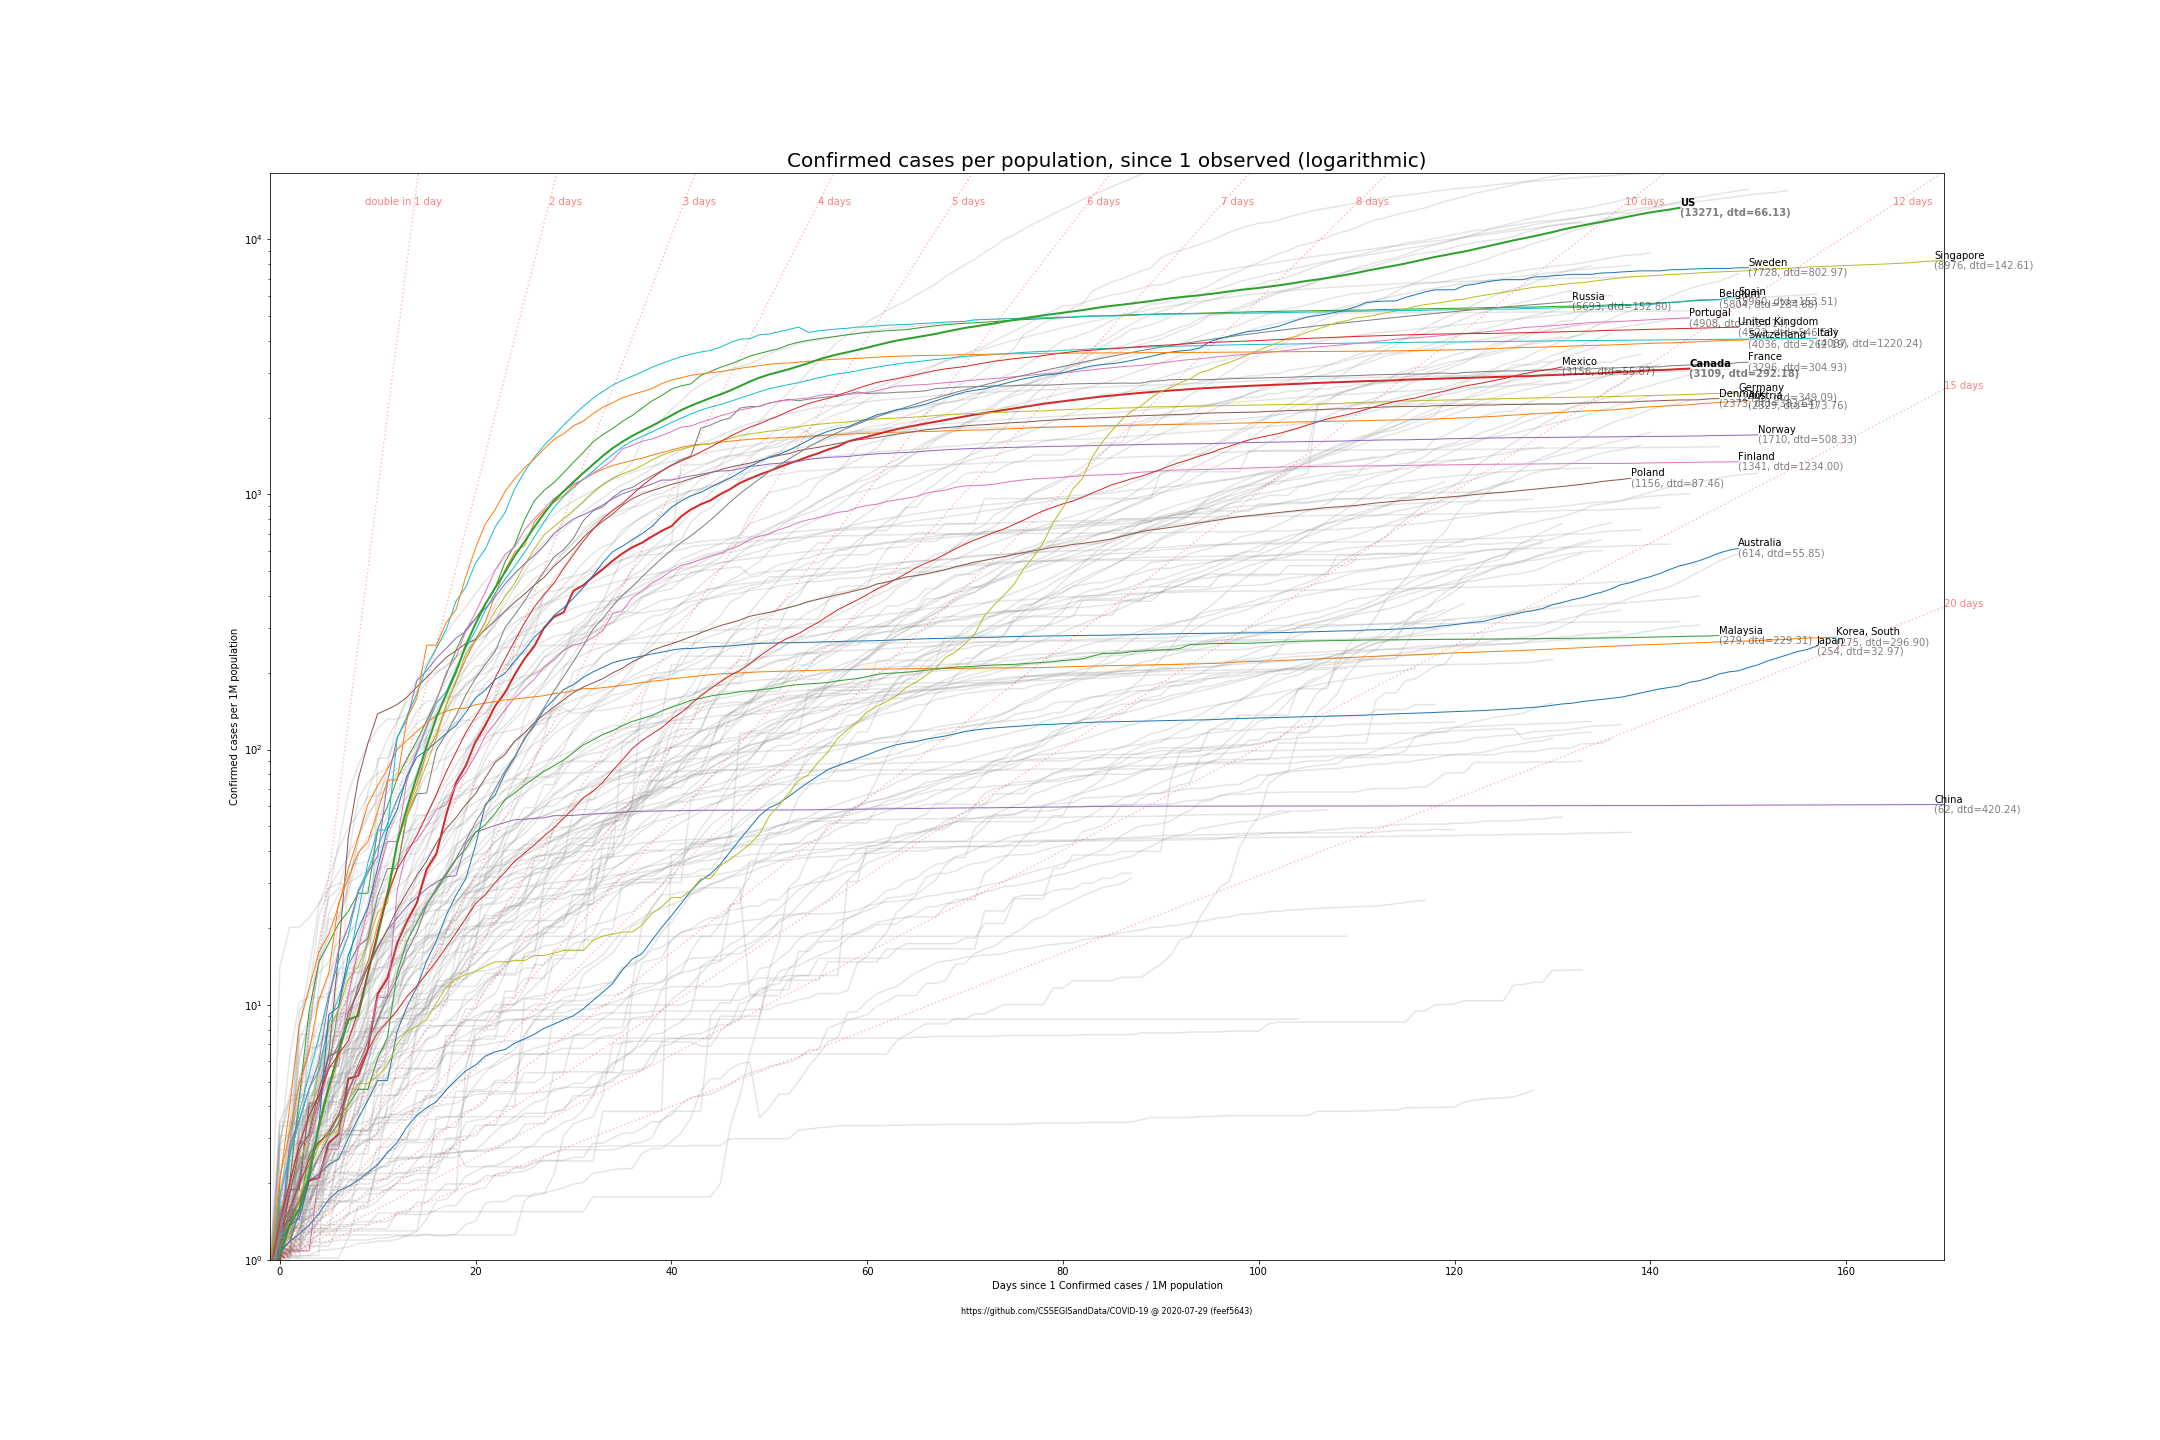 Confirmed cases per population, since 1 observed (logarithmic)
double in 1 day
2 days
3 days
4 days
5 days
6 days
7 days
8 days
10 days
12 days
15 days
20 days
US
(13271, dtd=66.13)
Singapore
(8976, dtd=142.61)
Sweden
(7728, dtd=802.97)
Russia
(5693, dtd=152.80)
Belgium
Spain
Portugal
(4908,
United Kingdom
Italy
Switzerland
(4036, dtd=262.19)
dtd=1220.24)
France
(3296, dtd=304.93)
Mexico
(3156, dtd=55.87)
Canada
(3109, dtd=292.18)
Germany
Denmark
Austria
Norway
(1710, dtd=508.33)
Finland
(1341, dtd=1234.00)
Poland
(1156, dtd=87.46)
Australia
(614, dtd=55.85)
Malaysia
(279, dtd=229.31)
Korea, South
(275, dtd=296.90)
Japan
(254, dtd=32.97)
China
(62, dtd=420.24)
10⁴
10³
10²
10¹
10⁰
Confirmed cases per 1M population
0 20 40 60 80 100 120 140 160
Days since 1 Confirmed cases / 1M population
https://github.com/CSSEGISandData/COVID-19 @ 2020-07-29 (feef5643)